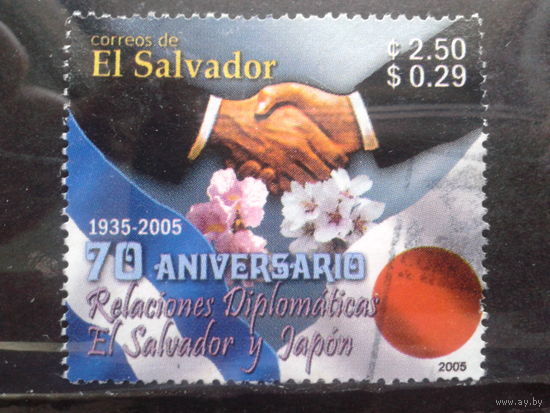 correos de
El Salvador
¢ 2.50
$ 0.29
1935-2005
70 ANIVERSARIO
Relaciones Diplomaticas
El Salvador y Japón
2005
www.ay.by